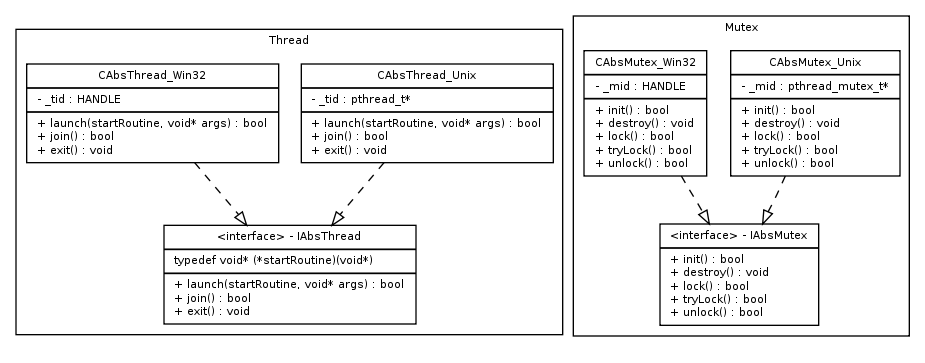 Thread
CAbsThread_Win32
- _tid : HANDLE
+ launch(startRoutine, void* args) : bool
+ join() : bool
+ exit() : void
CAbsThread_Unix
- _tid : pthread_t*
+ launch(startRoutine, void* args) : bool
+ join() : bool
+ exit() : void
<interface> - IAbsThread
typedef void* (*startRoutine)(void*)
+ launch(startRoutine, void* args) : bool
+ join() : bool
+ exit() : void
Mutex
CAbsMutex_Win32
- _mid : HANDLE
+ init() : bool
+ destroy() : void
+ lock() : bool
+ tryLock() : bool
+ unlock() : bool
CAbsMutex_Unix
- _mid : pthread_mutex_t*
+ init() : bool
+ destroy() : void
+ lock() : bool
+ tryLock() : bool
+ unlock() : bool
<interface> - IAbsMutex
+ init() : bool
+ destroy() : void
+ lock() : bool
+ tryLock() : bool
+ unlock() : bool